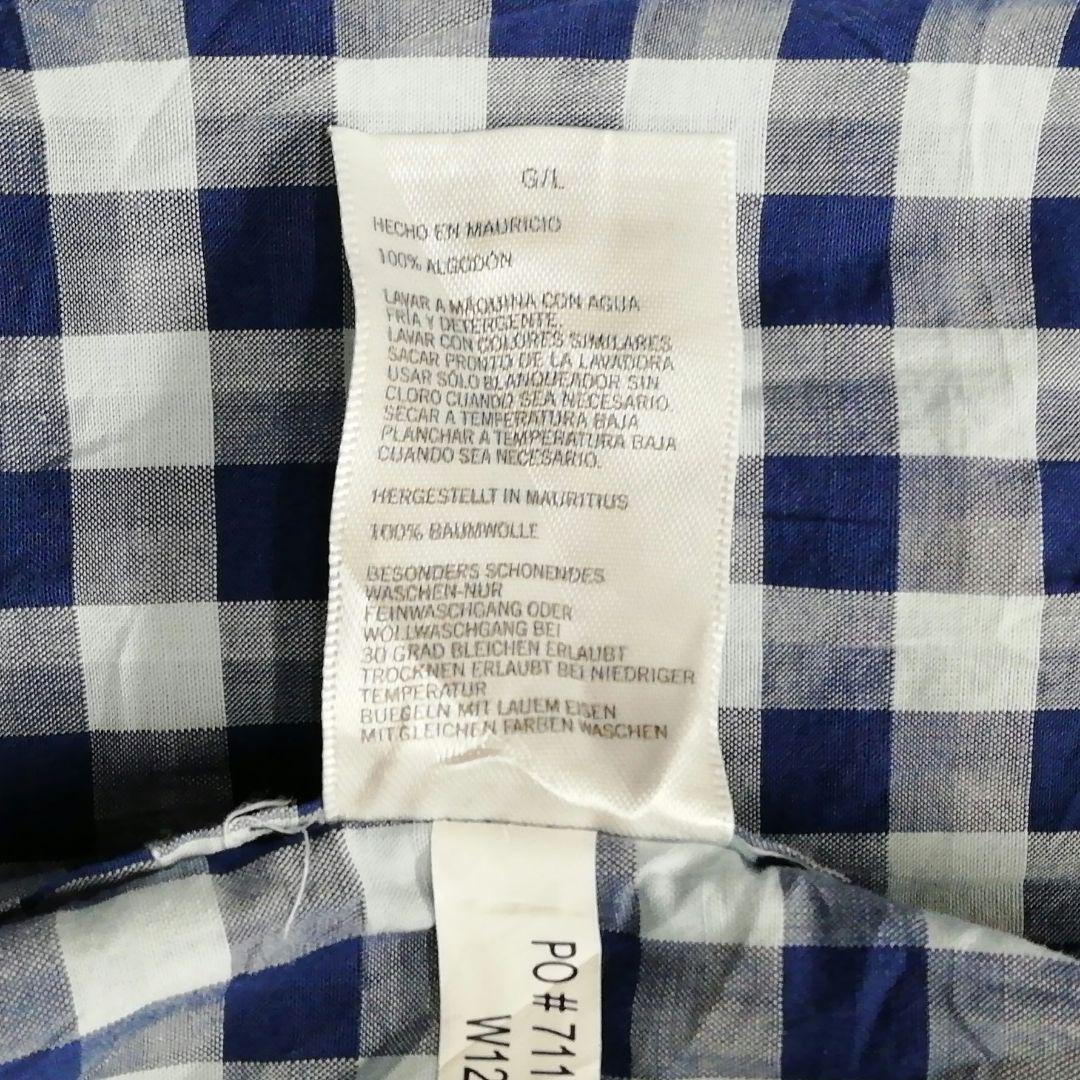 G/L
HECHO EN MAURICIO
100% ALGODÓN
LAVAR A MÁQUINA CON AGUA
FRÍA Y DETERGENTE.
LAVAR CON COLORES SIMILARES.
SACAR PRONTO DE LA LAVADORA
USAR SÓLO BLANQUEADOR SIN
CLORO CUANDO SEA NECESARIO.
SECAR A TEMPERATURA BAJA
PLANCHAR A TEMPERATURA BAJA
CUANDO SEA NECESARIO.
HERGESTELLT IN MAURITIUS
100% BAUMWOLLE
BESONDERS SCHONENDES
WASCHEN-NUR
FEINWASCHGANG ODER
WOLLWASCHGANG BEI
30 GRAD BLEICHEN ERLAUBT
TROCKNEN ERLAUBT BEI NIEDRIGER
TEMPERATUR
BUEGELN MIT LAUEM EISEN
MIT GLEICHEN FARBEN WASCHEN
PO#711
W12